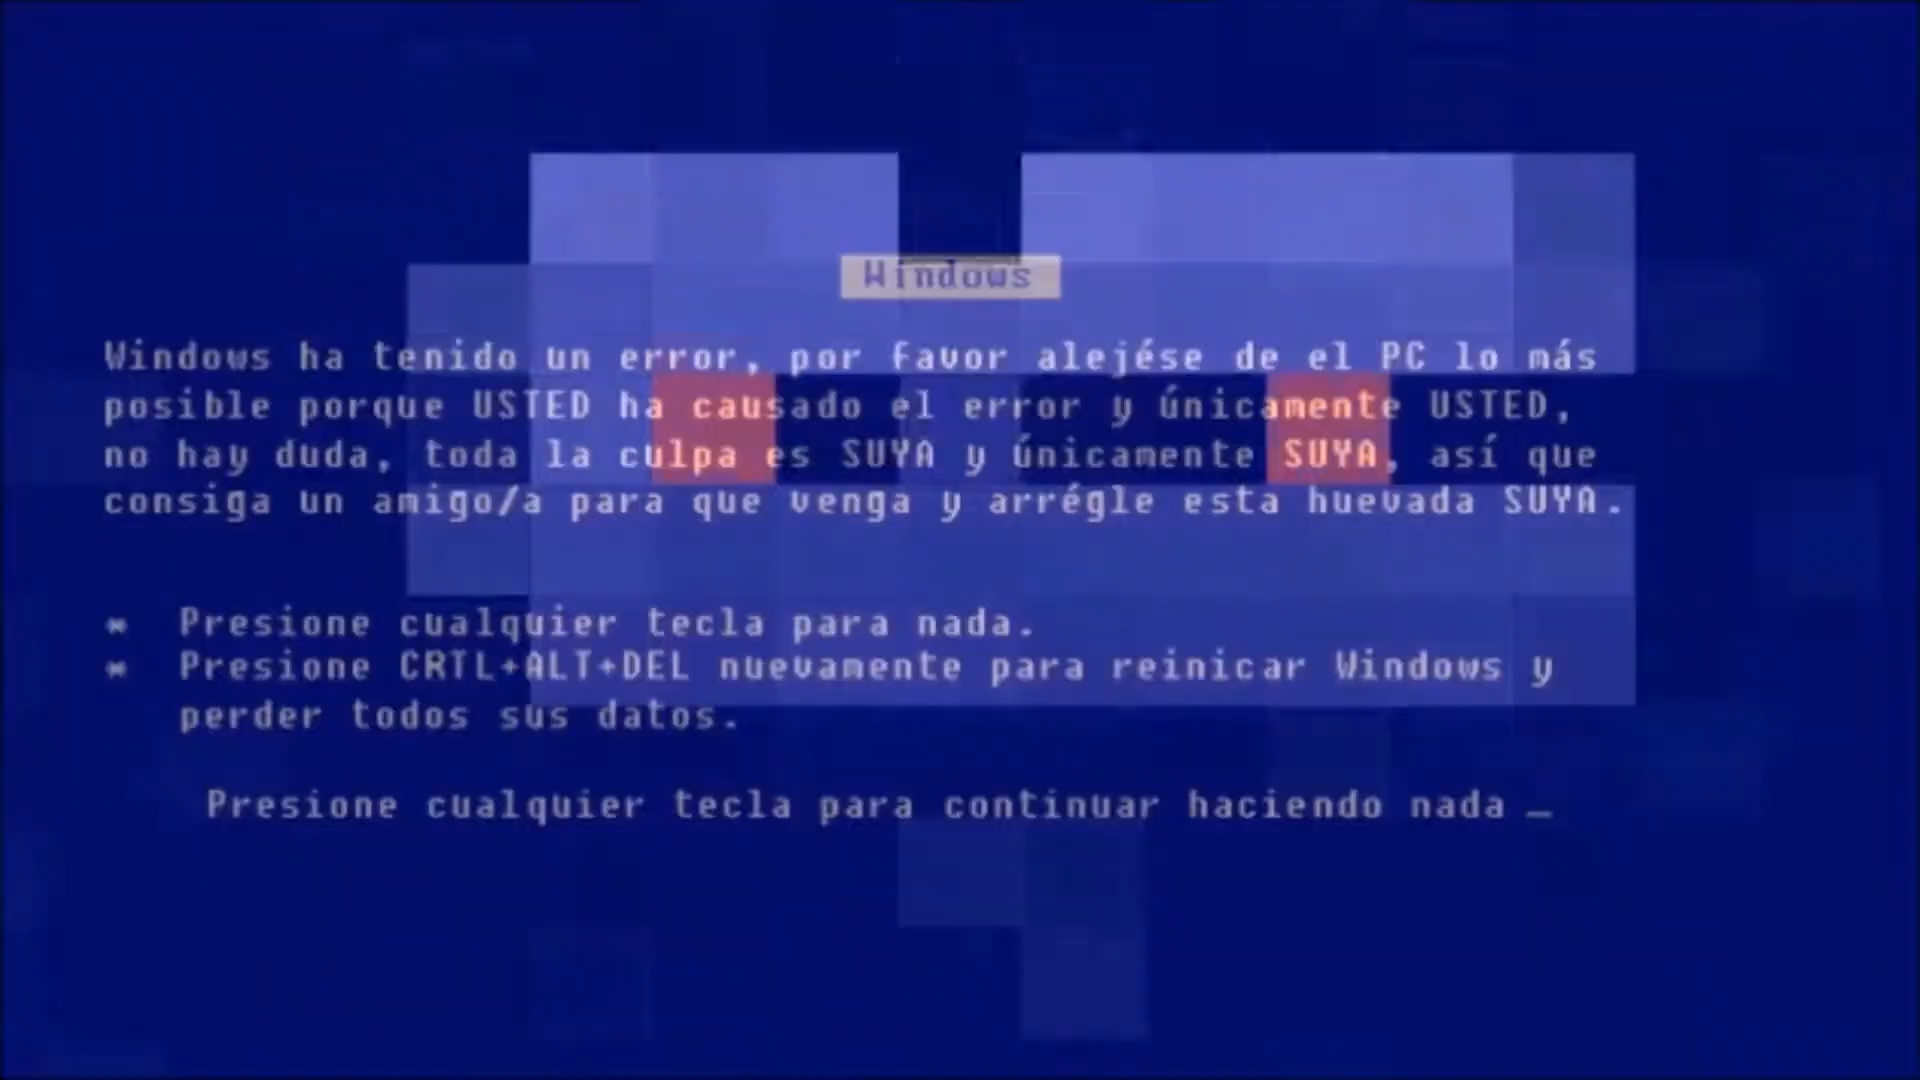 Windows
Windows ha tenido un error, por favor alejése de el PC lo más
posible porque USTED ha causado el error y únicamente USTED,
no hay duda, toda la culpa es SUYA y únicamente SUYA, así que
consiga un amigo/a para que venga y arrégle esta huevada SUYA.
* Presione cualquier tecla para nada.
* Presione CRTL+ALT+DEL nuevamente para reinicar Windows y
perder todos sus datos.
Presione cualquier tecla para continuar haciendo nada _